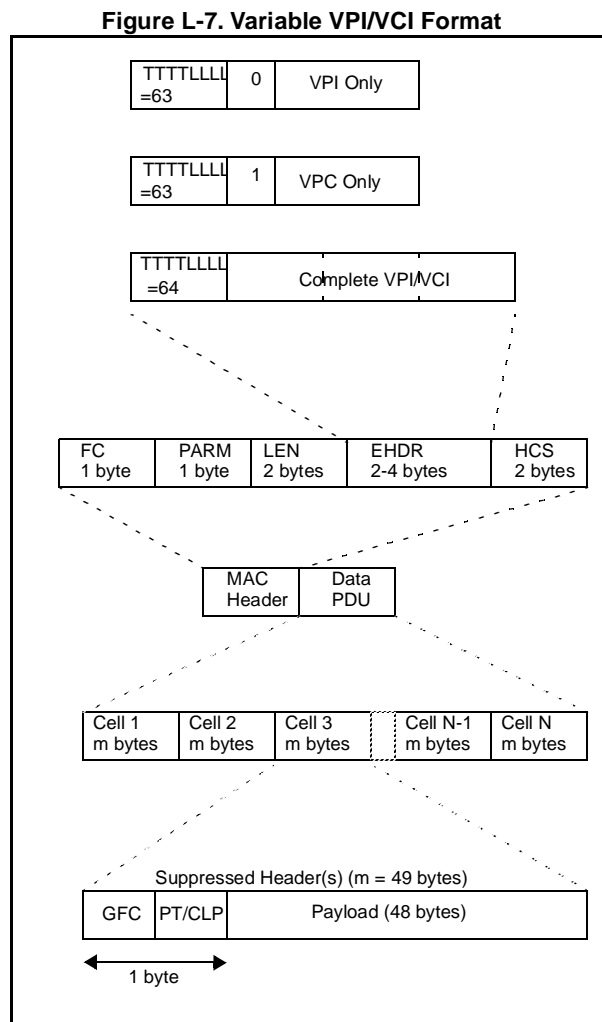 Figure L-7. Variable VPI/VCI Format
TTTTLLLL 0 VPI Only
=63
TTTTLLLL 1 VPC Only
=63
TTTTLLLL Complete VPI/VCI
=64
FC PARM LEN EHDR HCS
1 byte 1 byte 2 bytes 2-4 bytes 2 bytes
MAC Data
Header PDU
Cell 1 Cell 2 Cell 3 Cell N-1 Cell N
m bytes m bytes m bytes m bytes m bytes
Suppressed Header(s) (m = 49 bytes)
GFC PT/CLP Payload (48 bytes)
1 byte